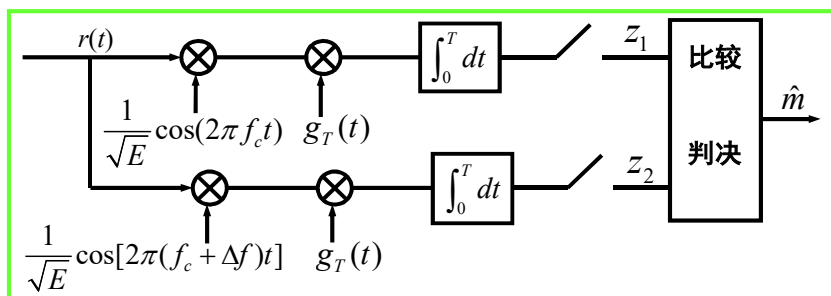 r(t)
∫₀ᵀ dt
z₁
比较
判决
m̂
1/√E cos(2πf_c t)
g_T(t)
∫₀ᵀ dt
z₂
1/√E cos[2π(f_c + Δf)t]
g_T(t)